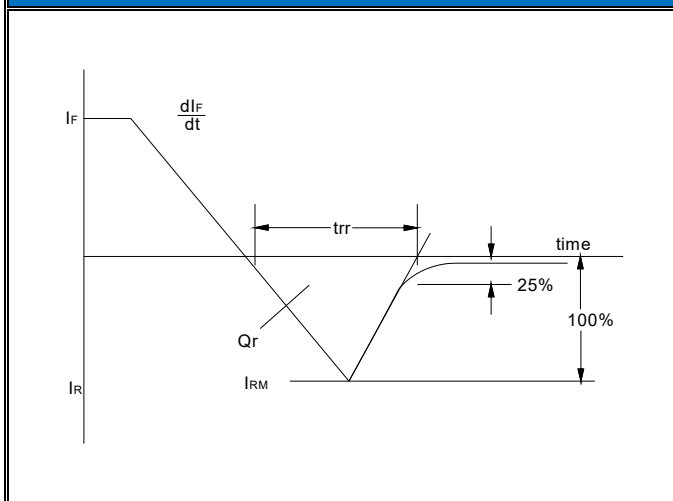 IF
dIF
dt
trr
time
25%
100%
Qr
IRM
IR